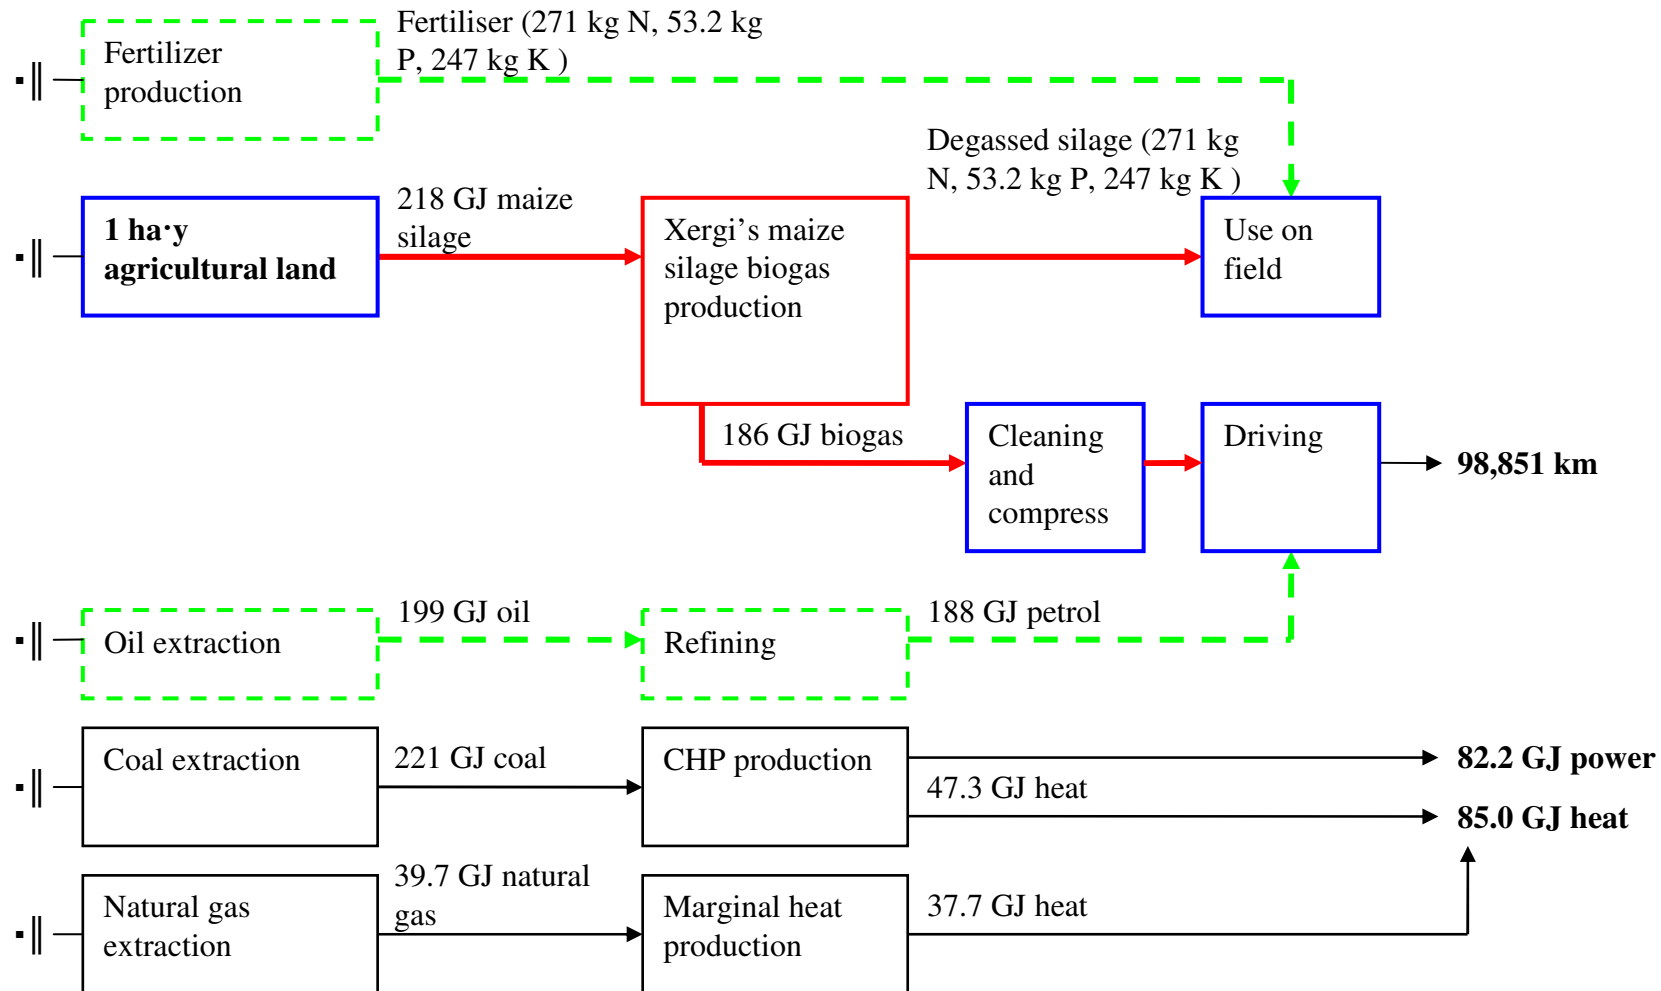 Fertilizer
production
Fertiliser (271 kg N, 53.2 kg
P, 247 kg K )
Degassed silage (271 kg
N, 53.2 kg P, 247 kg K )
1 ha·y
agricultural land
218 GJ maize
silage
Xergi's maize
silage biogas
production
Use on
field
186 GJ biogas
Cleaning
and
compress
Driving
98,851 km
Oil extraction
199 GJ oil
Refining
188 GJ petrol
Coal extraction
221 GJ coal
CHP production
82.2 GJ power
47.3 GJ heat
85.0 GJ heat
Natural gas
extraction
39.7 GJ natural
gas
Marginal heat
production
37.7 GJ heat